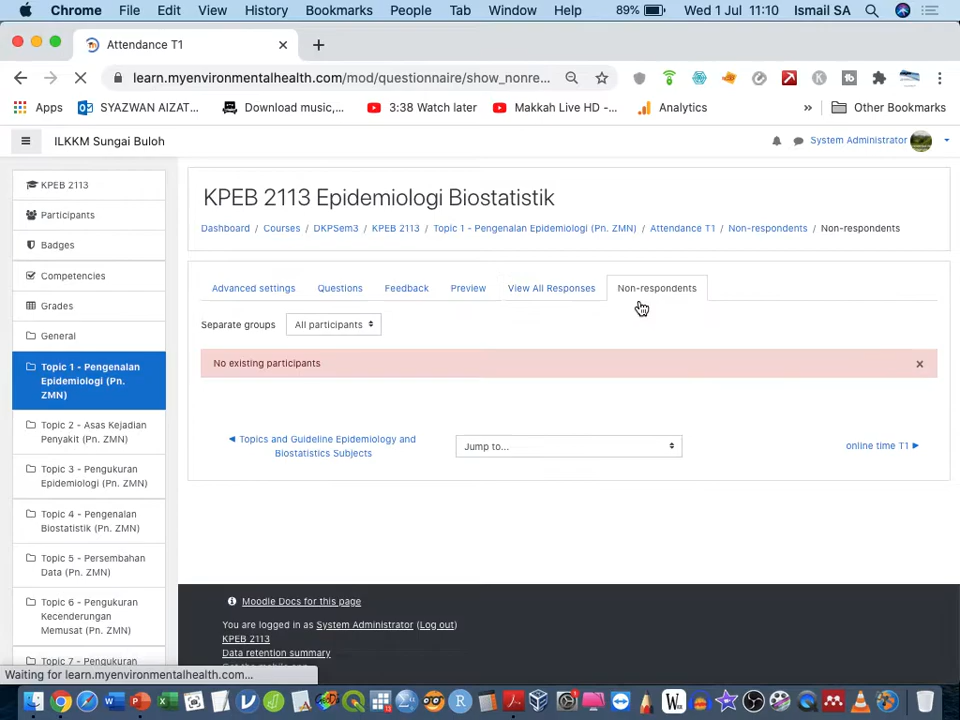 Chrome File Edit View History Bookmarks People Tab Window Help 89% Wed 1 Jul 11:10 Ismail SA
Attendance T1
learn.myenvironmentalhealth.com/mod/questionnaire/show_nonre...
Apps SYAZWAN AIZAT... Download music,... 3:38 Watch later Makkah Live HD -... Analytics » Other Bookmarks
ILKKM Sungai Buloh System Administrator
KPEB 2113
Participants
Badges
Competencies
Grades
General
Topic 1 - Pengenalan
Epidemiologi (Pn.
ZMN)
Topic 2 - Asas Kejadian
Penyakit (Pn. ZMN)
Topic 3 - Pengukuran
Epidemiologi (Pn. ZMN)
Topic 4 - Pengenalan
Biostatistik (Pn. ZMN)
Topic 5 - Persembahan
Data (Pn. ZMN)
Topic 6 - Pengukuran
Kecenderungan
Memusat (Pn. ZMN)
Topic 7 - Pengukuran
KPEB 2113 Epidemiologi Biostatistik
Dashboard / Courses / DKPSem3 / KPEB 2113 / Topic 1 - Pengenalan Epidemiologi (Pn. ZMN) / Attendance T1 / Non-respondents / Non-respondents
Advanced settings Questions Feedback Preview View All Responses Non-respondents
Separate groups All participants
No existing participants ×
◄ Topics and Guideline Epidemiology and
Biostatistics Subjects
Jump to...
online time T1 ►
Moodle Docs for this page
You are logged in as System Administrator (Log out)
KPEB 2113
Data retention summary
Waiting for learn.myenvironmentalhealth.com...